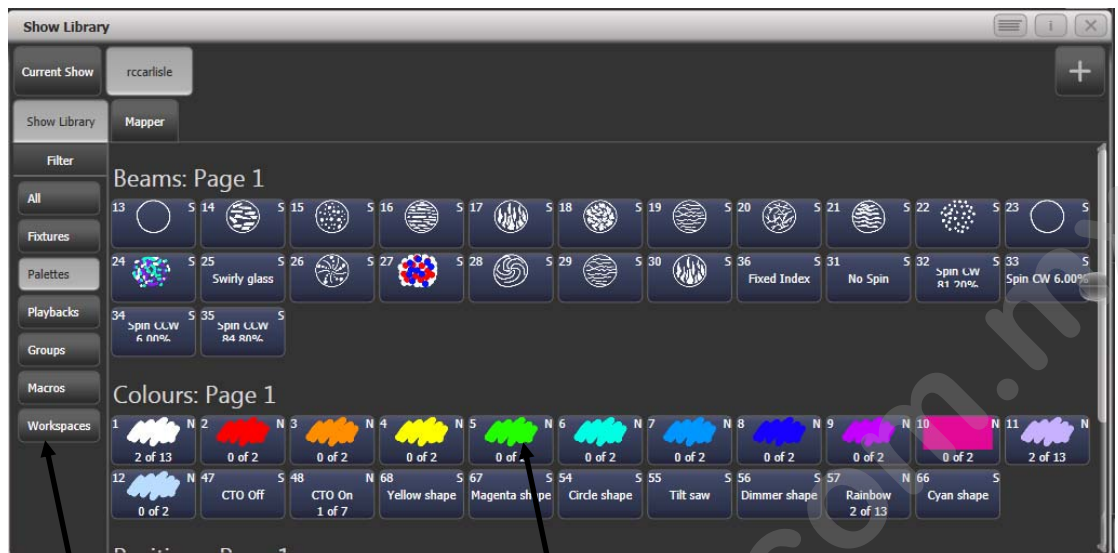 Show Library
Current Show
rccarlisle
Show Library
Mapper
Filter
All
Fixtures
Palettes
Playbacks
Groups
Macros
Workspaces
Beams: Page 1
13 S 14 S 15 S 16 S 17 S 18 S 19 S 20 S 21 S 22 S 23 S
24 S 25 S 26 S 27 S 28 S 29 S 30 S 36 S 31 S 32 S 33 S
Swirly glass Fixed Index No Spin Spin CW 81.20% Spin CW 6.00%
34 S 35 S
Spin CCW 6.00% Spin CCW 84.80%
Colours: Page 1
1 N 2 N 3 N 4 N 5 N 6 N 7 N 8 N 9 N 10 N 11 N
2 of 13 0 of 2 0 of 2 0 of 2 0 of 0 of 2 0 of 2 0 of 2 0 of 2 0 of 2 2 of 13
12 N 47 S 48 N 68 S 67 S 54 S 55 S 56 S 57 N 66 S
0 of 2 CTO Off CTO On 1 of 7 Yellow shape Magenta shape Circle shape Tilt saw Dimmer shape Rainbow 2 of 13 Cyan shape
com.m